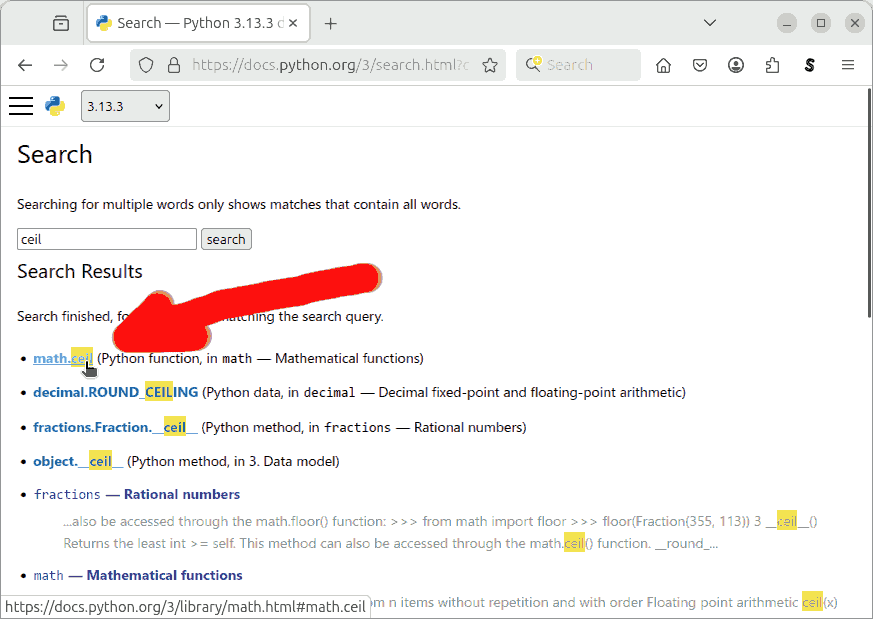 Search — Python 3.13.3 d
https://docs.python.org/3/search.html?c
Search
3.13.3
Search
Searching for multiple words only shows matches that contain all words.
ceil
search
Search Results
Search finished, matching the search query.
math.ceil (Python function, in math — Mathematical functions)
decimal.ROUND_CEILING (Python data, in decimal — Decimal fixed-point and floating-point arithmetic)
fractions.Fraction.__ceil__ (Python method, in fractions — Rational numbers)
object.__ceil__ (Python method, in 3. Data model)
fractions — Rational numbers
...also be accessed through the math.floor() function: >>> from math import floor >>> floor(Fraction(355, 113)) 3 __ceil__()
Returns the least int >= self. This method can also be accessed through the math.ceil() function. __round_...
math — Mathematical functions
https://docs.python.org/3/library/math.html#math.ceil
om n items without repetition and with order Floating point arithmetic ceil(x)